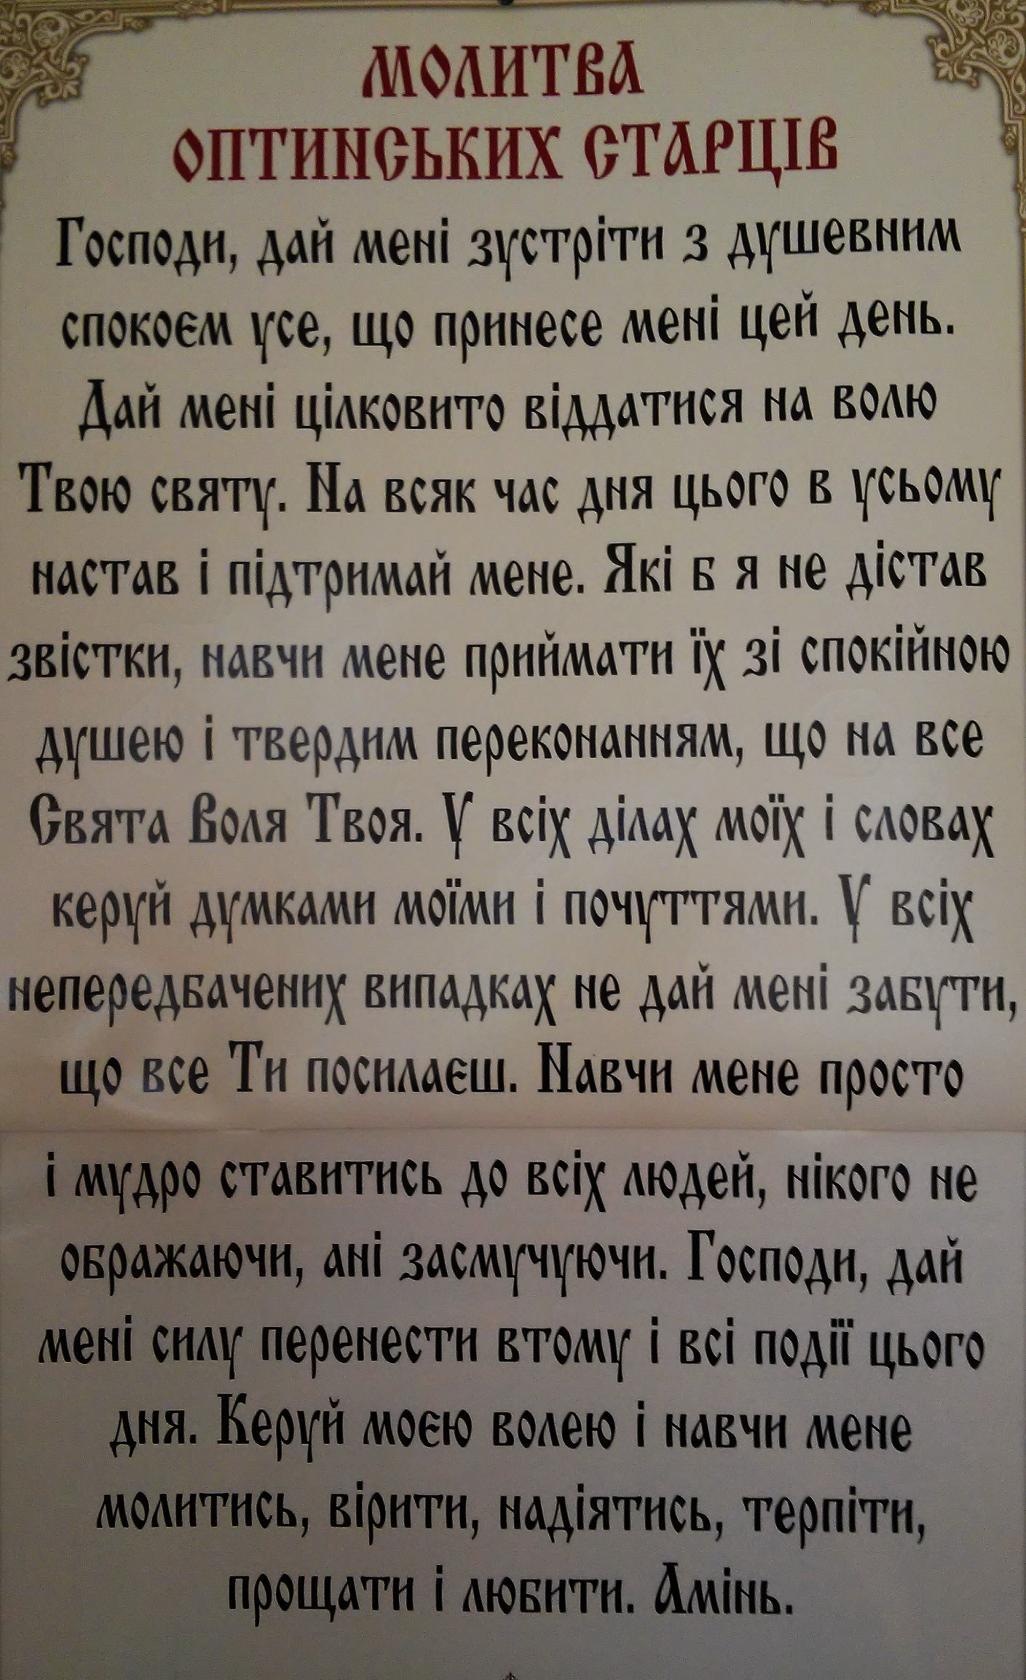 МОЛИТВА
ОПТИНСЬКИХ СТАРЦІВ
Господи, дай мені зустріти з душевним
спокоєм усе, що принесе мені цей день.
Дай мені цілковито віддатися на волю
Твою святу. На всяк час дня цього в усьому
настав і підтримай мене. Які б я не дістав
звістки, навчи мене приймати їх зі спокійною
душею і твердим переконанням, що на все
Свята Воля Твоя. У всіх ділах моїх і словах
керуй думками моїми і почуттями. У всіх
непередбачених випадках не дай мені забути,
що все Ти посилаєш. Навчи мене просто
і мудро ставитись до всіх людей, нікого не
ображаючи, ані засмучуючи. Господи, дай
мені силу перенести втому і всі події цього
дня. Керуй моєю волею і навчи мене
молитись, вірити, надіятись, терпіти,
прощати і любити. Амінь.